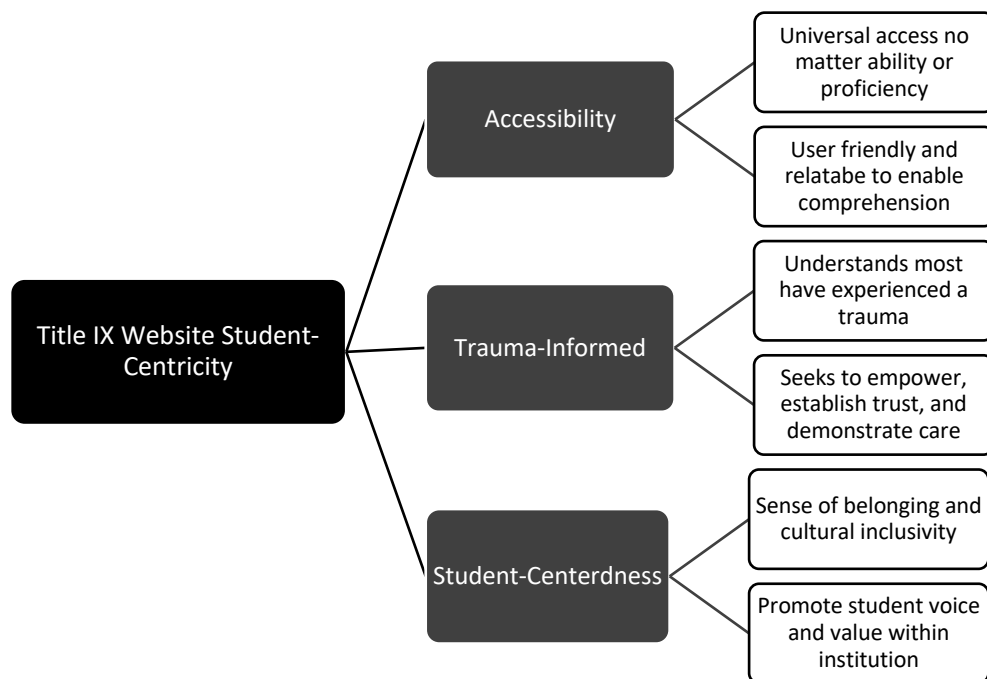 Title IX Website Student-
Centricity
Accessibility
Universal access no
matter ability or
proficiency
User friendly and
relatabe to enable
comprehension
Trauma-Informed
Understands most
have experienced a
trauma
Seeks to empower,
establish trust, and
demonstrate care
Student-Centerdness
Sense of belonging and
cultural inclusivity
Promote student voice
and value within
institution